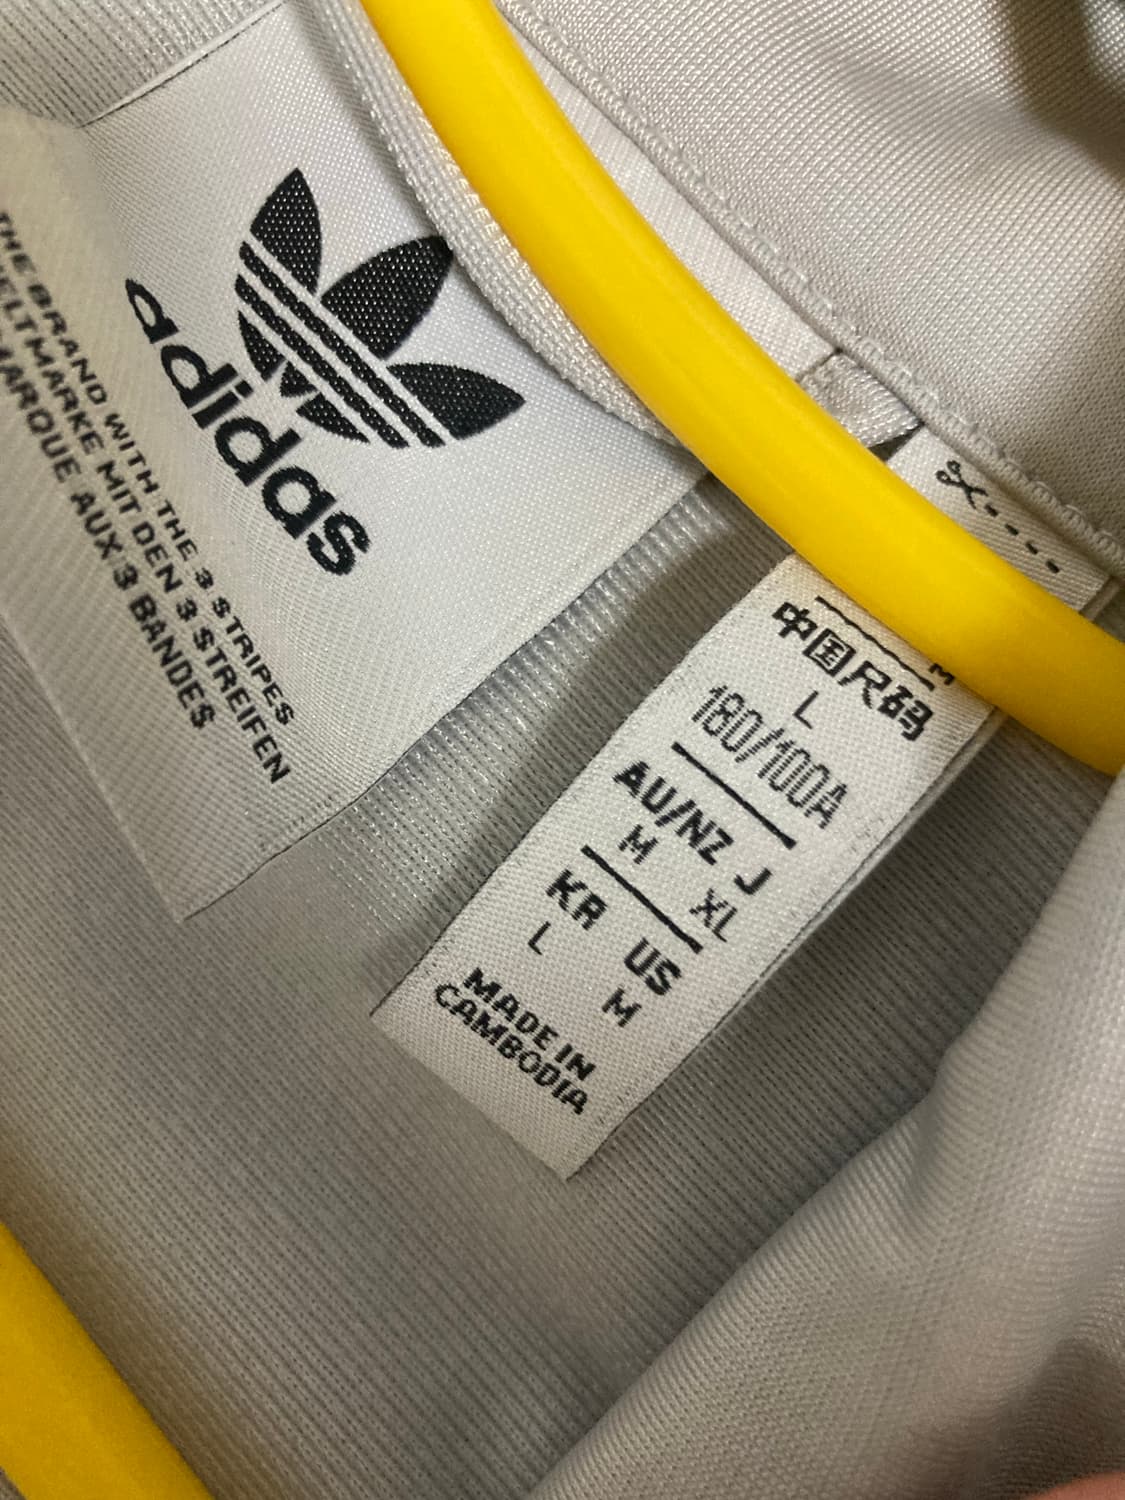 adidas
THE BRAND WITH THE 3 STRIPES
MARKE MIT DEN 3 STREIFEN
MARQUE AUX 3 BANDES
中国尺码
L
180/100A
AU/NZ J
M XL
KR US
L M
MADE IN
CAMBODIA